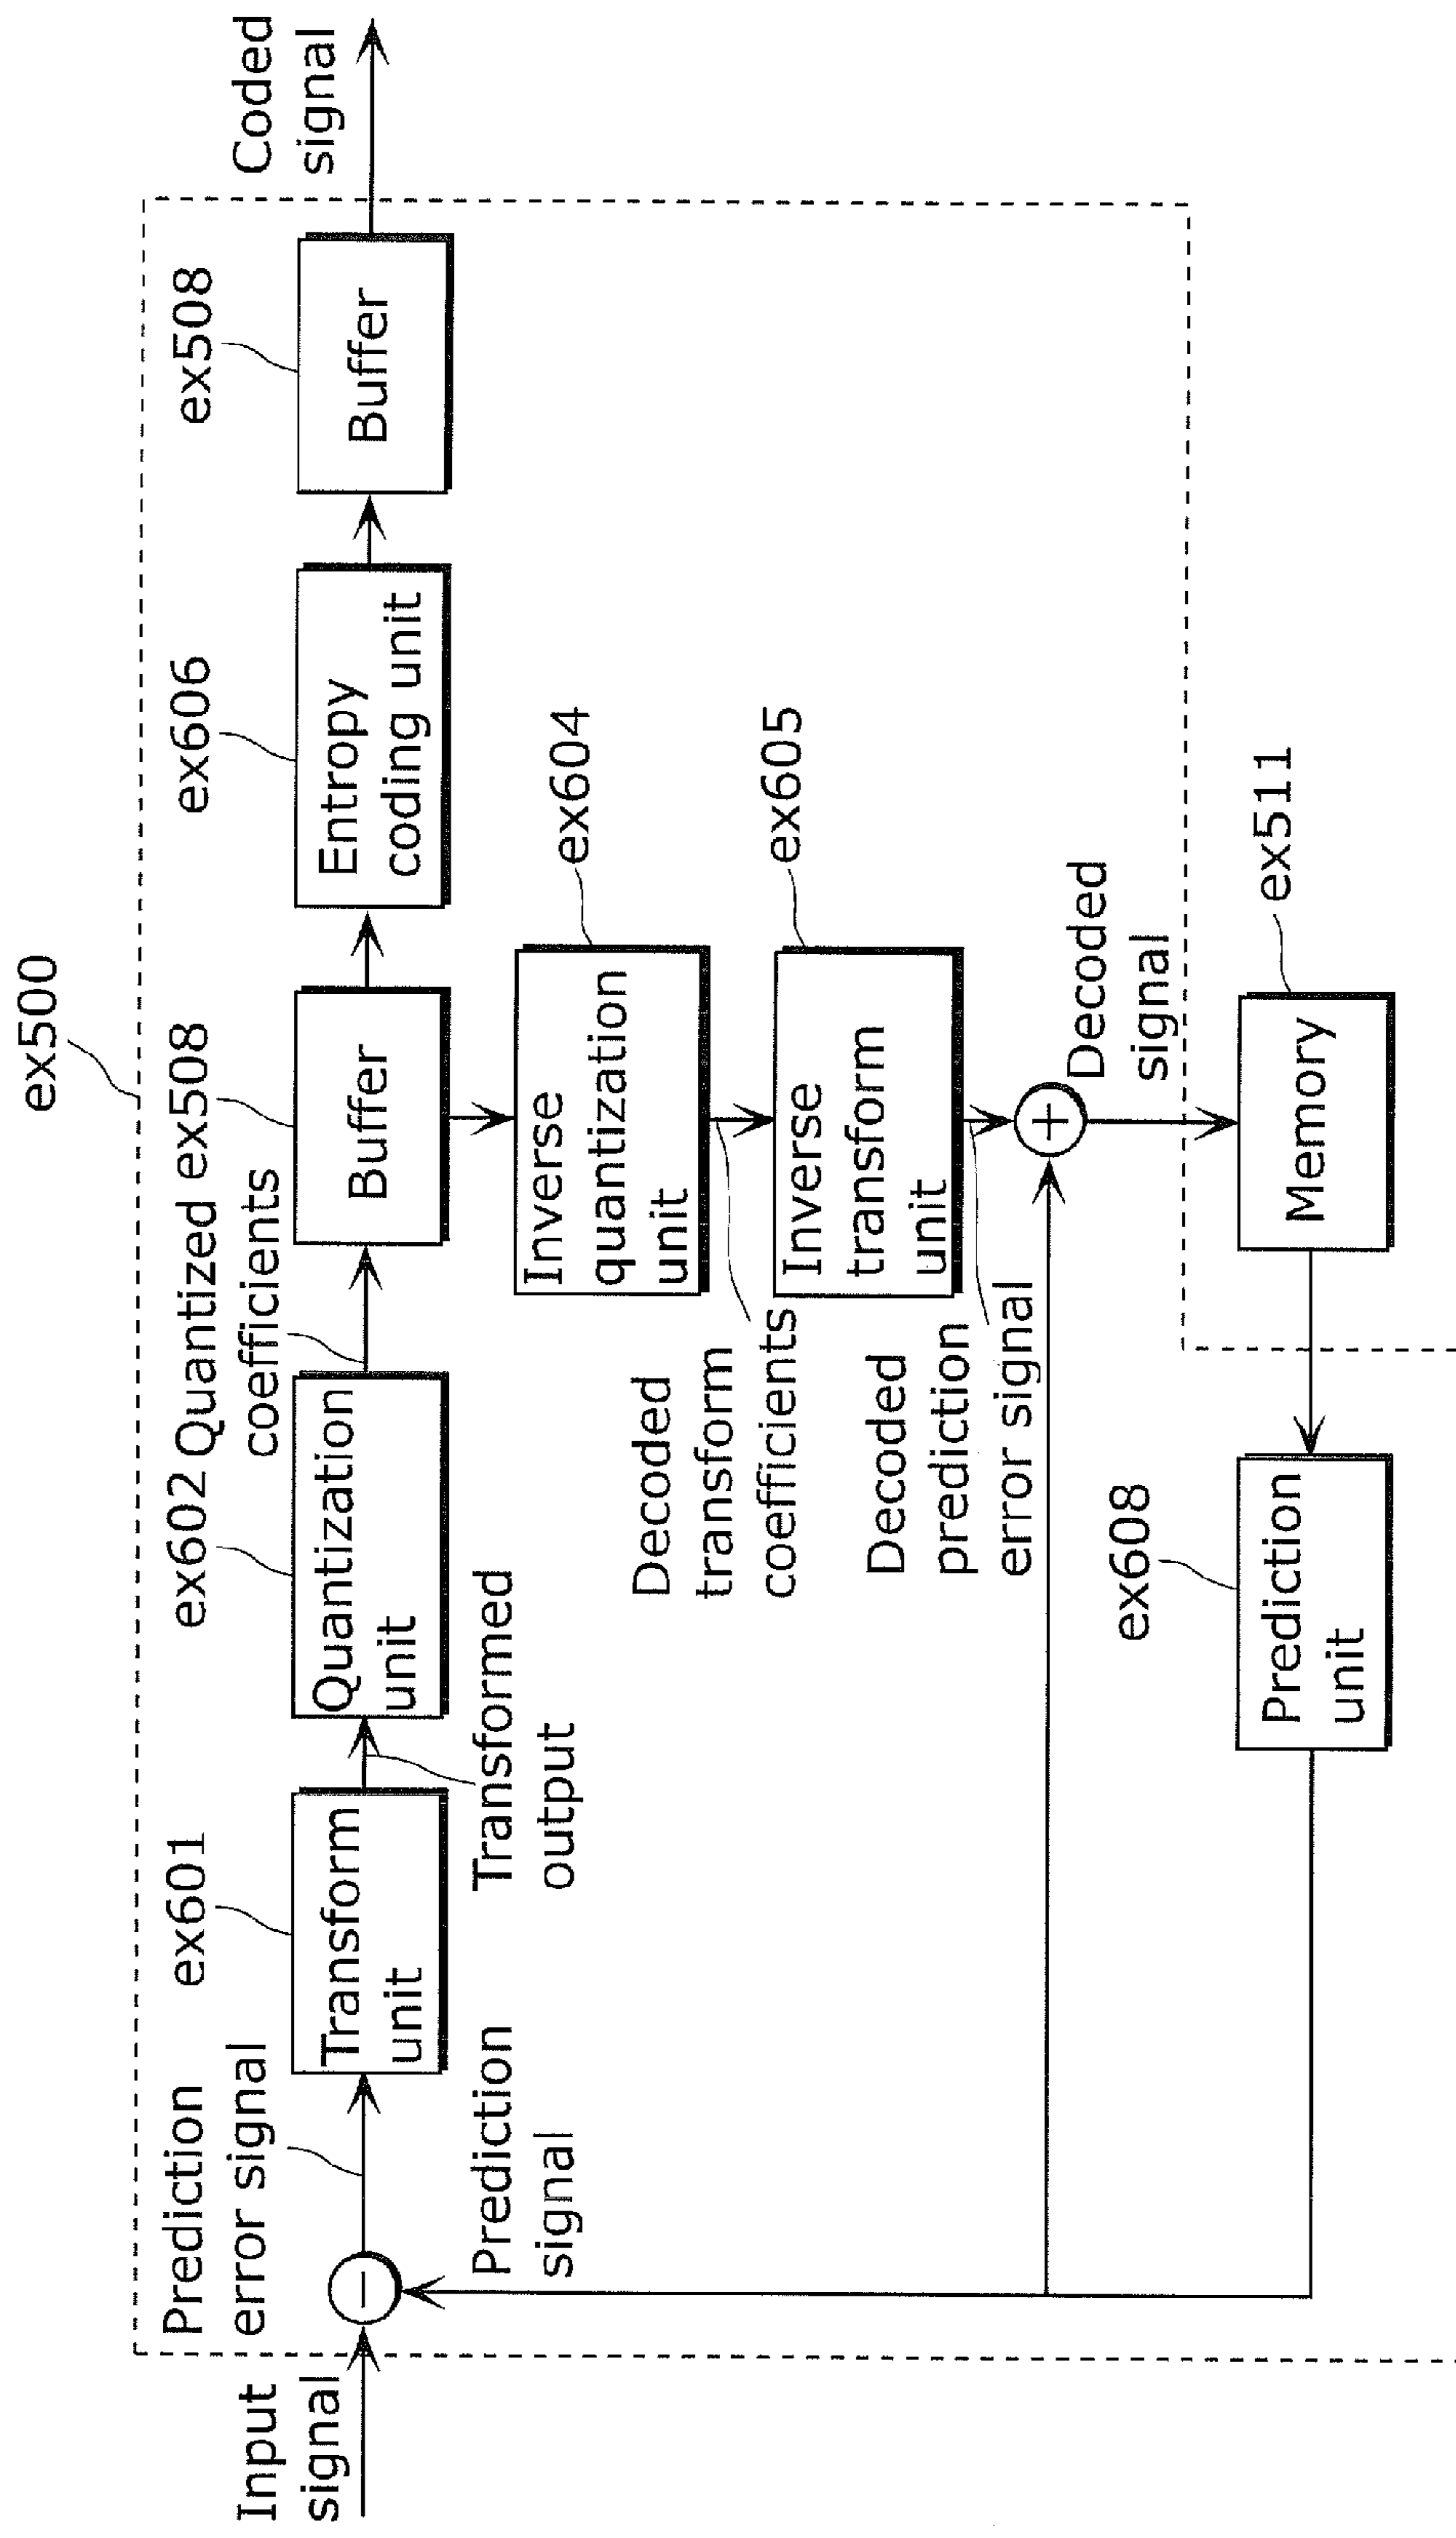 ex500
Input
signal
Prediction
error signal
ex601
Transform
unit
Transformed
output
ex602
Quantization
unit
Quantized
coefficients
ex508
Buffer
ex606
Entropy
coding unit
ex508
Buffer
Coded
signal
Prediction
signal
Inverse
quantization
unit
ex604
Decoded
transform
coefficients
Inverse
transform
unit
ex605
Decoded
prediction
error signal
Decoded
signal
ex608
Prediction
unit
Memory
ex511